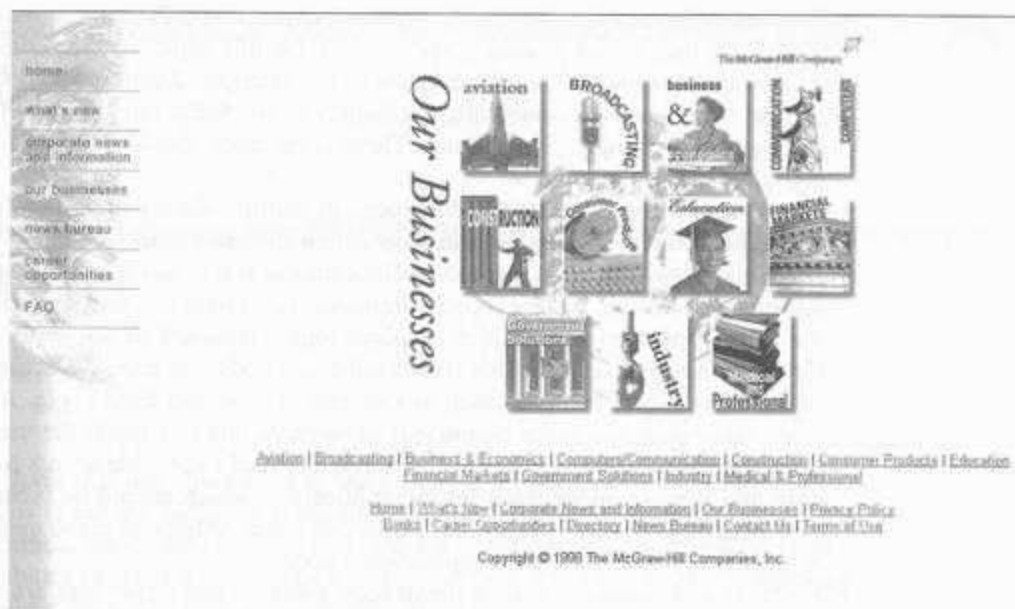 home
what's new
corporate news
and information
our businesses
news bureau
career
opportunities
FAQ
Our Businesses
The McGraw-Hill Companies
aviation
BROADCASTING
business
&
COMMUNICATION
COMPUTERS
CONSTRUCTION
Education
FINANCIAL
MARKETS
Government
Solutions
industry
Medical
Professional
Aviation | Broadcasting | Business & Economics | Computers/Communication | Construction | Consumer Products | Education
Financial Markets | Government Solutions | Industry | Medical & Professional
Home | What's New | Corporate News and Information | Our Businesses | Privacy Policy
Books | Career Opportunities | Directory | News Bureau | Contact Us | Terms of Use
Copyright © 1998 The McGraw-Hill Companies, Inc.